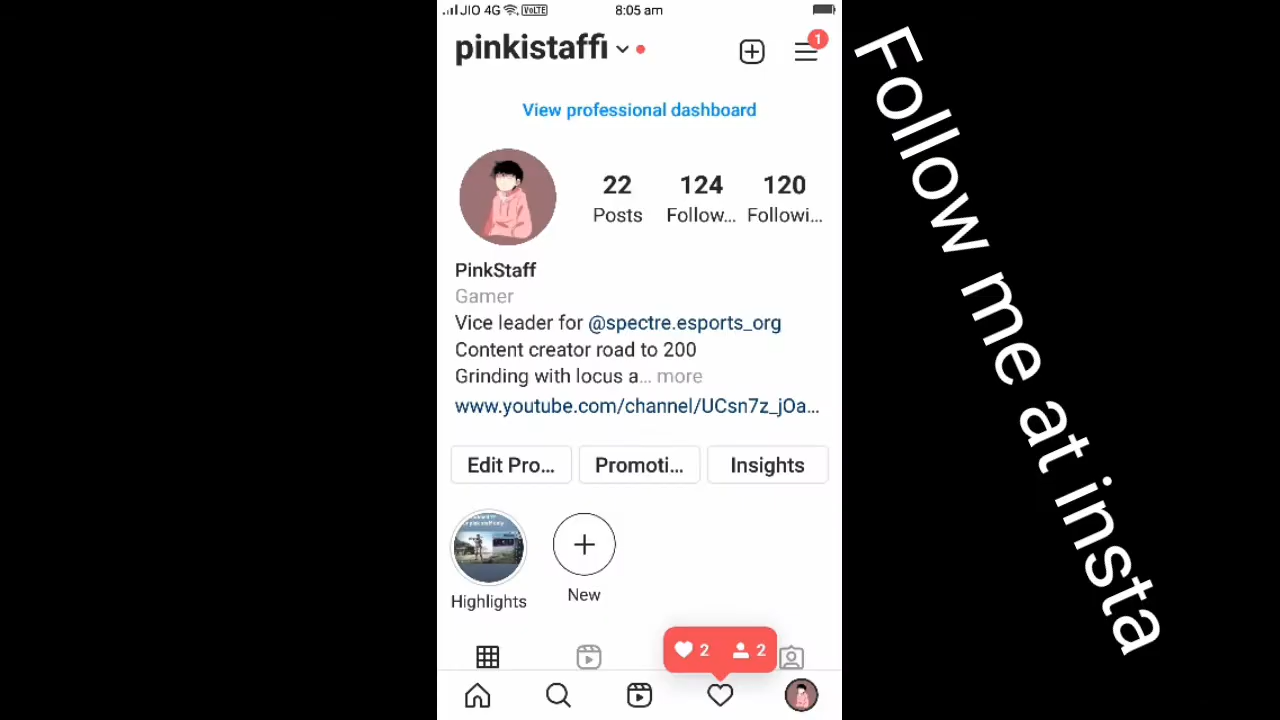 JIO 4G VoLTE 8:05 am
pinkistaffi
1
View professional dashboard
22 124 120
Posts Follow... Followi...
PinkStaff
Gamer
Vice leader for @spectre.esports_org
Content creator road to 200
Grinding with locus a... more
www.youtube.com/channel/UCsn7z_jOa...
Edit Pro... Promoti... Insights
Highlights New
2 2
Follow me at insta